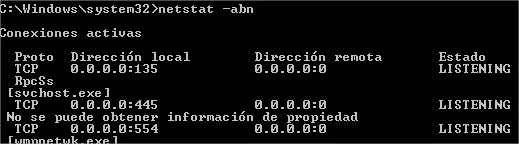 C:\Windows\system32>netstat -abn
Conexiones activas
Proto Dirección local Dirección remota Estado
TCP 0.0.0.0:135 0.0.0.0:0 LISTENING
RpcSs
[svchost.exe]
TCP 0.0.0.0:445 0.0.0.0:0 LISTENING
No se puede obtener información de propiedad
TCP 0.0.0.0:554 0.0.0.0:0 LISTENING
[wmpnetwk.exe]